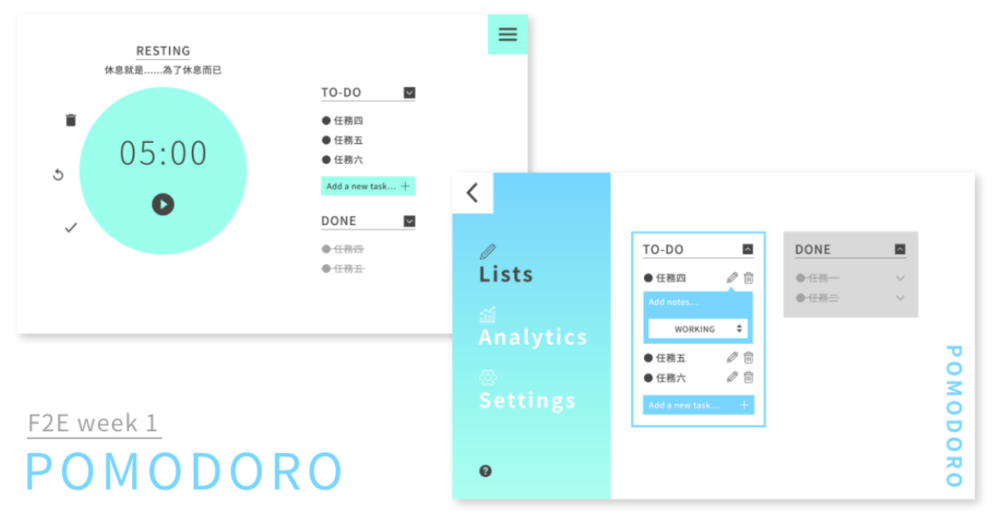 RESTING
休息就是......為了休息而已
05:00
TO-DO
任務四
任務五
任務六
Add a new task...
DONE
任務四
任務五
Lists
Analytics
Settings
?
TO-DO
任務四
Add notes...
WORKING
任務五
任務六
Add a new task...
DONE
任務一
任務二
POMODORO
F2E week 1
POMODORO